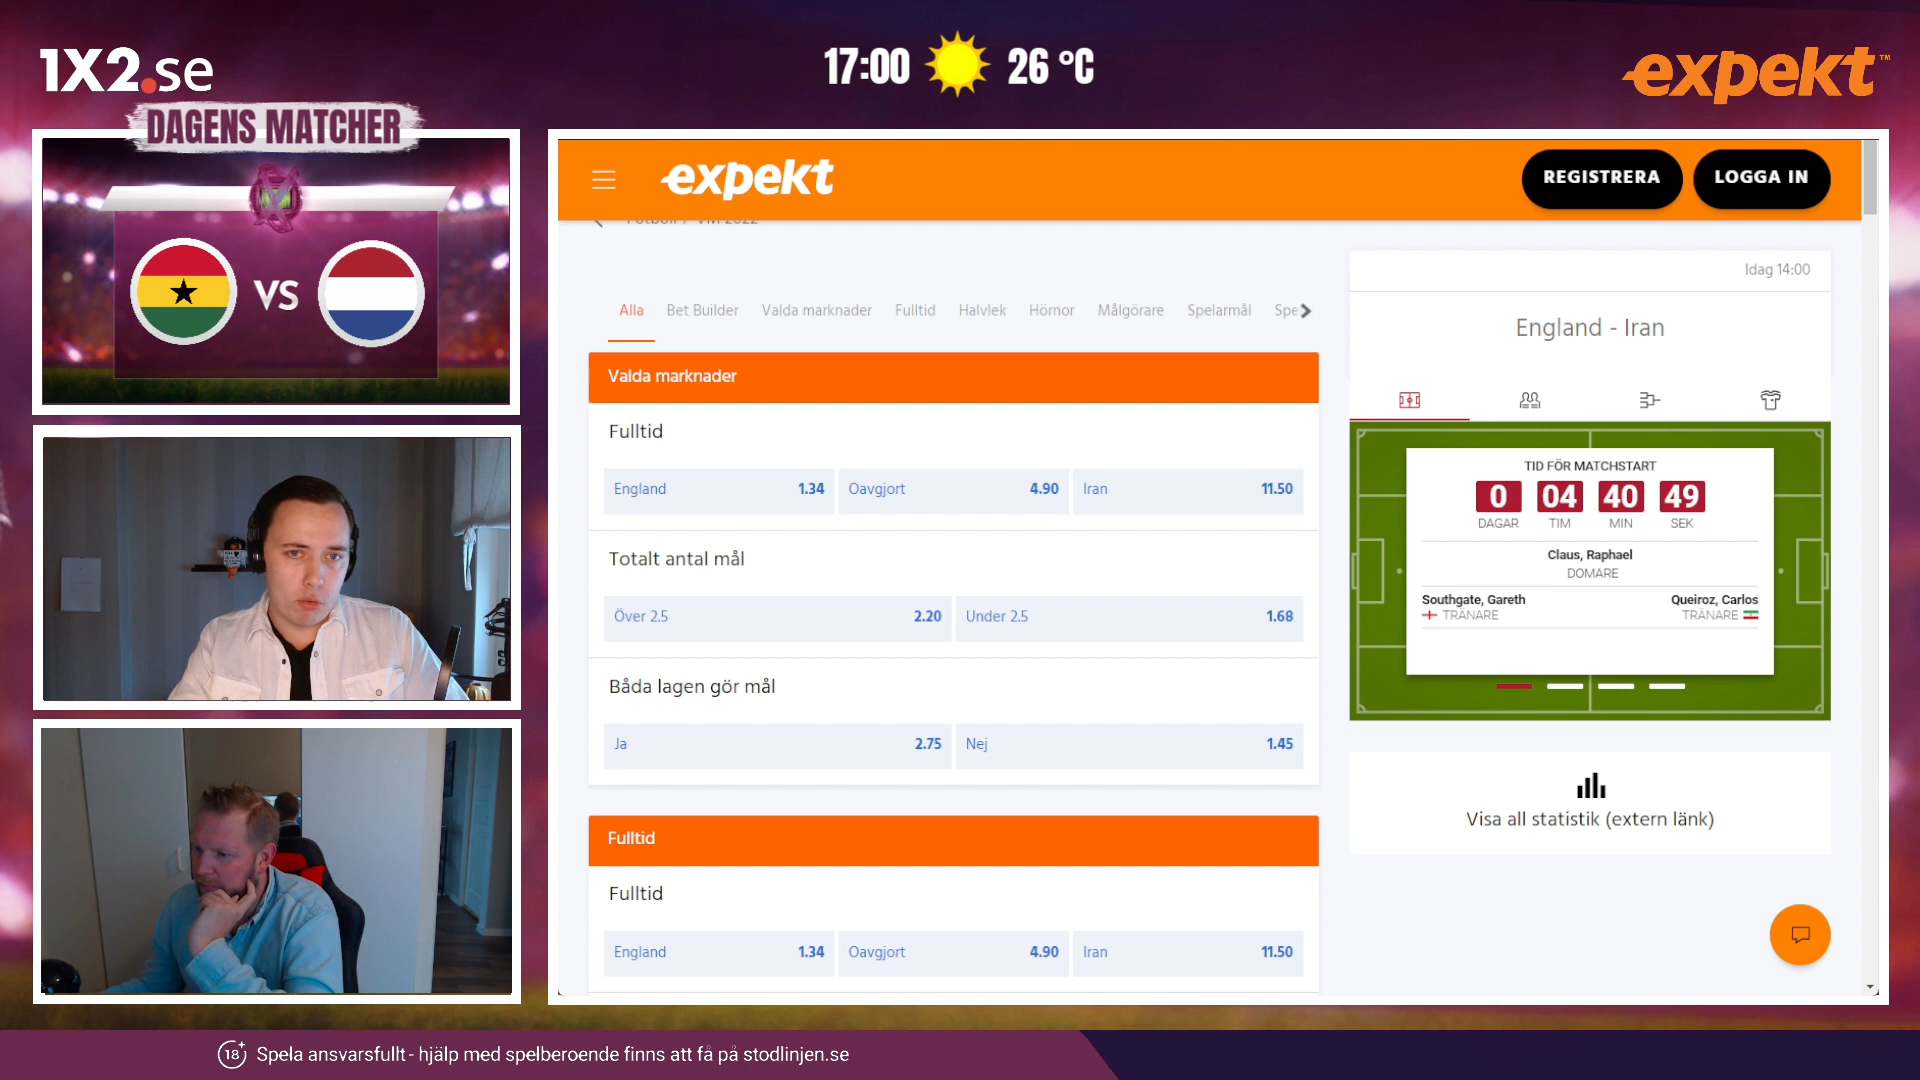 1X2.se
DAGENS MATCHER
17:00 26 °C
expekt™
VS
expekt
REGISTRERA
LOGGA IN
Fotboll / VM 2022
Alla Bet Builder Valda marknader Fulltid Halvlek Hörnor Målgörare Spelarmål Spe
Valda marknader
Fulltid
England 1.34 Oavgjort 4.90 Iran 11.50
Totalt antal mål
Över 2.5 2.20 Under 2.5 1.68
Båda lagen gör mål
Ja 2.75 Nej 1.45
Fulltid
Fulltid
England 1.34 Oavgjort 4.90 Iran 11.50
Idag 14:00
England - Iran
TID FÖR MATCHSTART
0 04 40 49
DAGAR TIM MIN SEK
Claus, Raphael
DOMARE
Southgate, Gareth Queiroz, Carlos
TRÄNARE TRÄNARE
Visa all statistik (extern länk)
18+ Spela ansvarsfullt - hjälp med spelberoende finns att få på stodlinjen.se